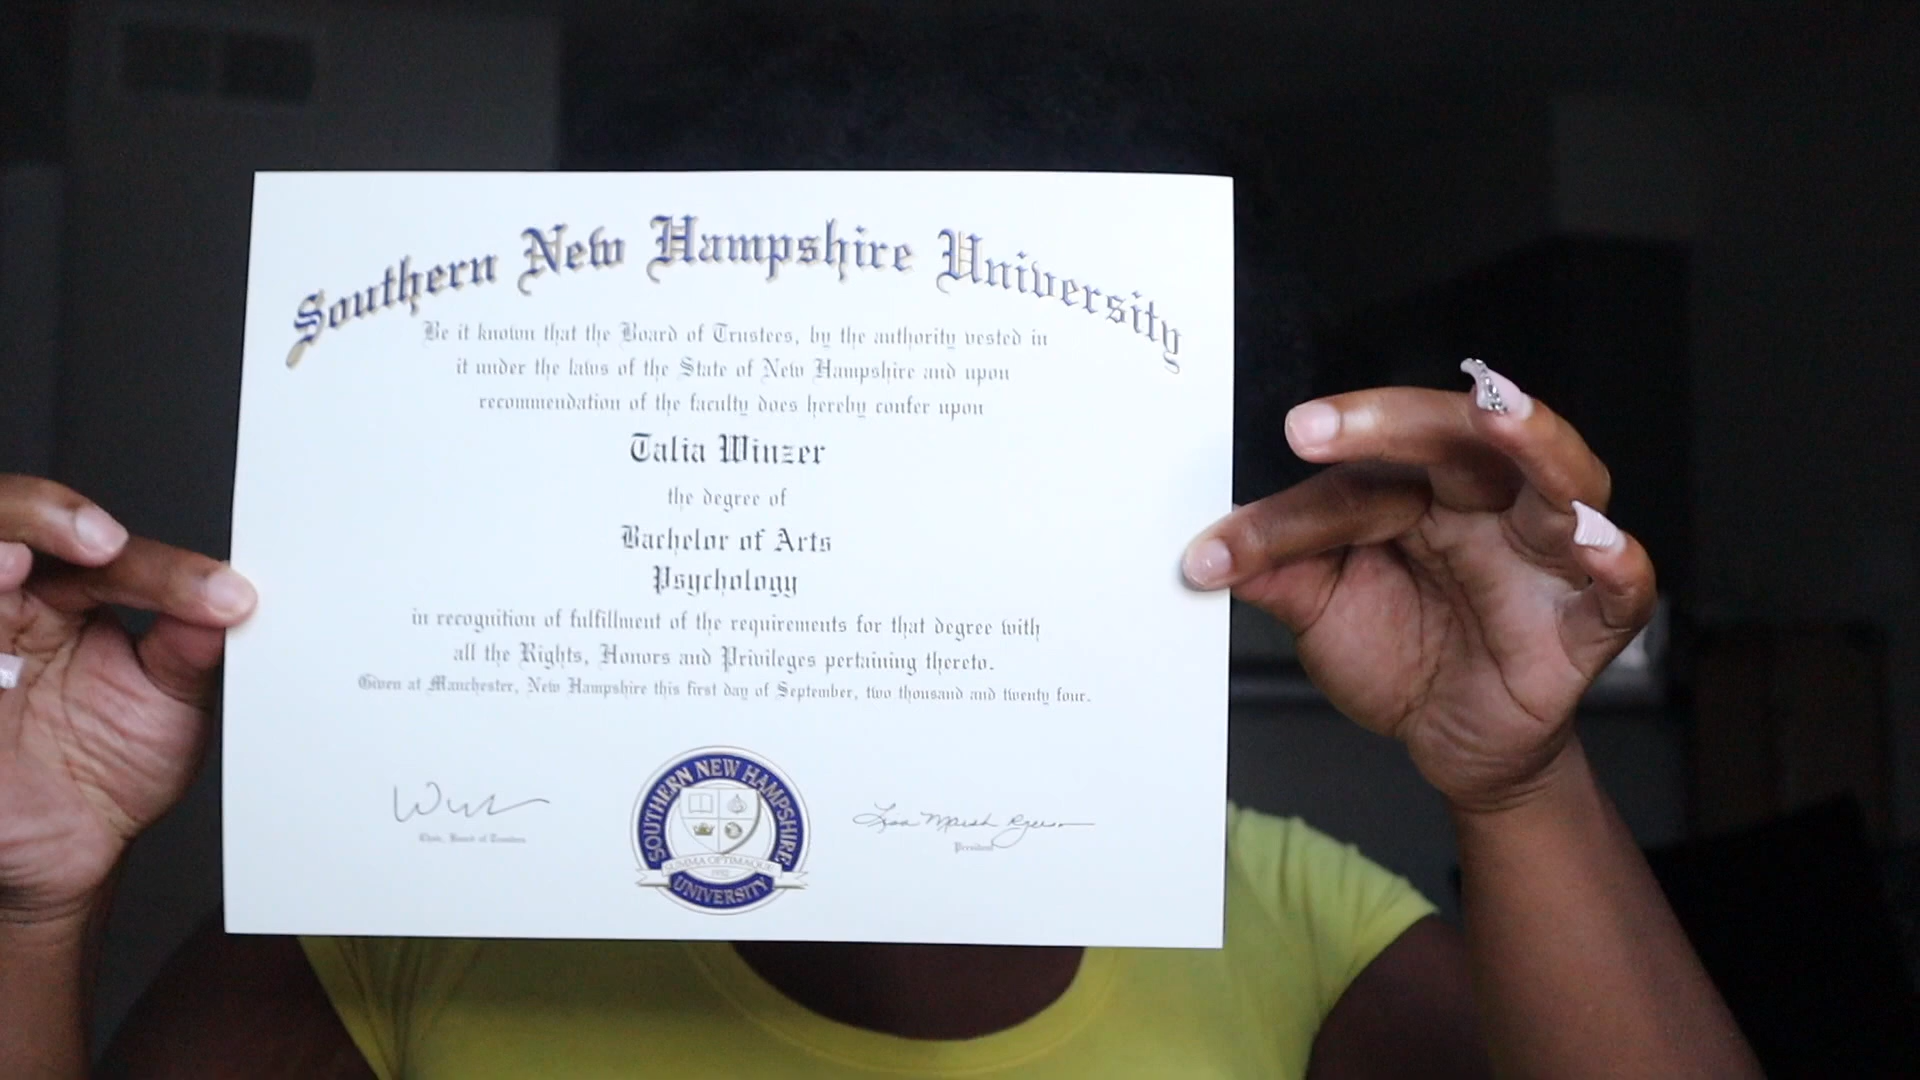 Southern New Hampshire University
Be it known that the Board of Trustees, by the authority vested in
it under the laws of the State of New Hampshire and upon
recommendation of the faculty does hereby confer upon
Talia Winzer
the degree of
Bachelor of Arts
Psychology
in recognition of fulfillment of the requirements for that degree with
all the Rights, Honors and Privileges pertaining thereto.
Given at Manchester, New Hampshire this first day of September, two thousand and twenty four.
Chair, Board of Trustees
SOUTHERN NEW HAMPSHIRE
UNIVERSITY
President